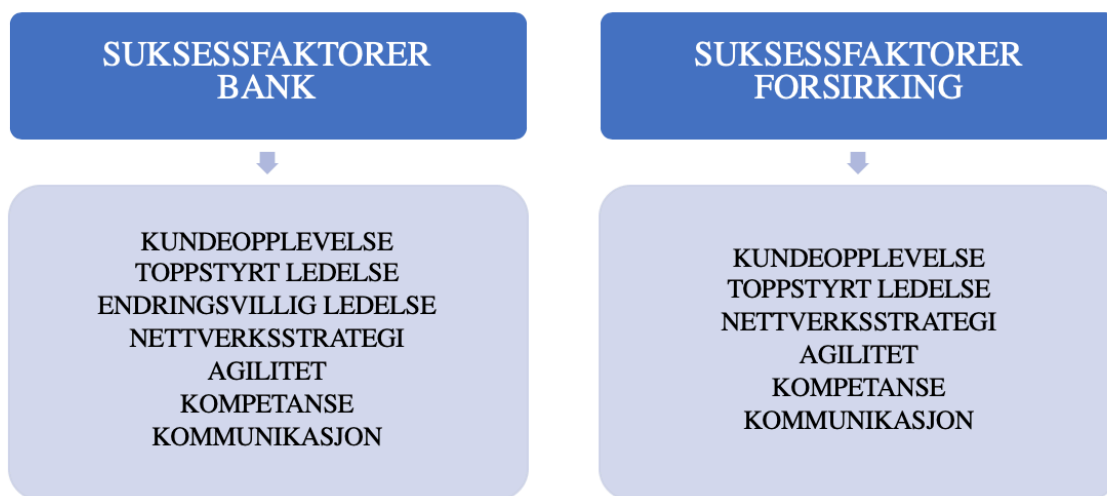 SUKSESSFAKTORER
BANK
KUNDEOPPLEVELSE
TOPPSTYRT LEDELSE
ENDRINGSVILLIG LEDELSE
NETTVERKSSTRATEGI
AGILITET
KOMPETANSE
KOMMUNIKASJON
SUKSESSFAKTORER
FORSIRKING
KUNDEOPPLEVELSE
TOPPSTYRT LEDELSE
NETTVERKSSTRATEGI
AGILITET
KOMPETANSE
KOMMUNIKASJON